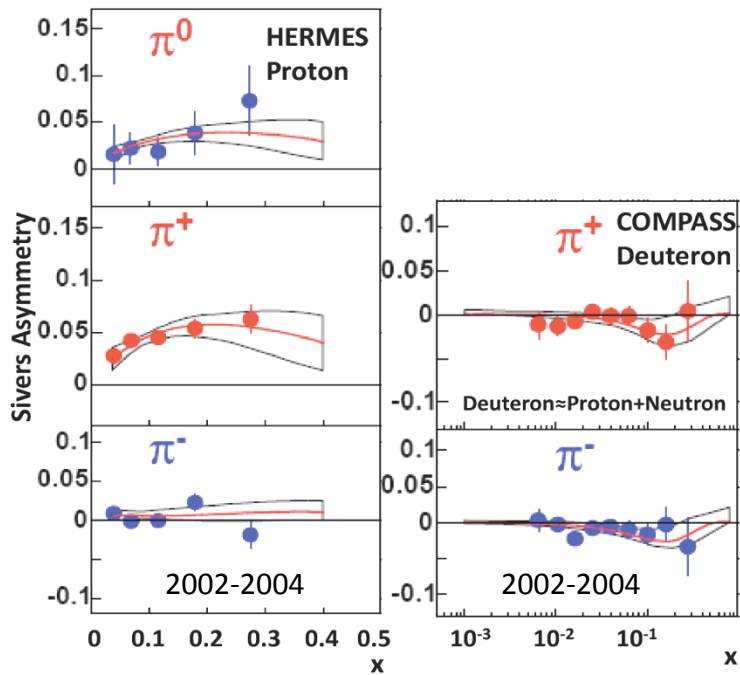 0.15
π⁰
HERMES
Proton
0.1
0.05
0
Sivers Asymmetry
0.15
π⁺
0.1
0.05
0
0.1
π⁻
0.05
0
-0.1
2002-2004
0 0.1 0.2 0.3 0.4 0.5
x
0.1
π⁺ COMPASS
Deuteron
0.05
0
-0.1
Deuteron≈Proton+Neutron
0.1
π⁻
0.05
0
-0.1
2002-2004
10⁻³ 10⁻² 10⁻¹
x